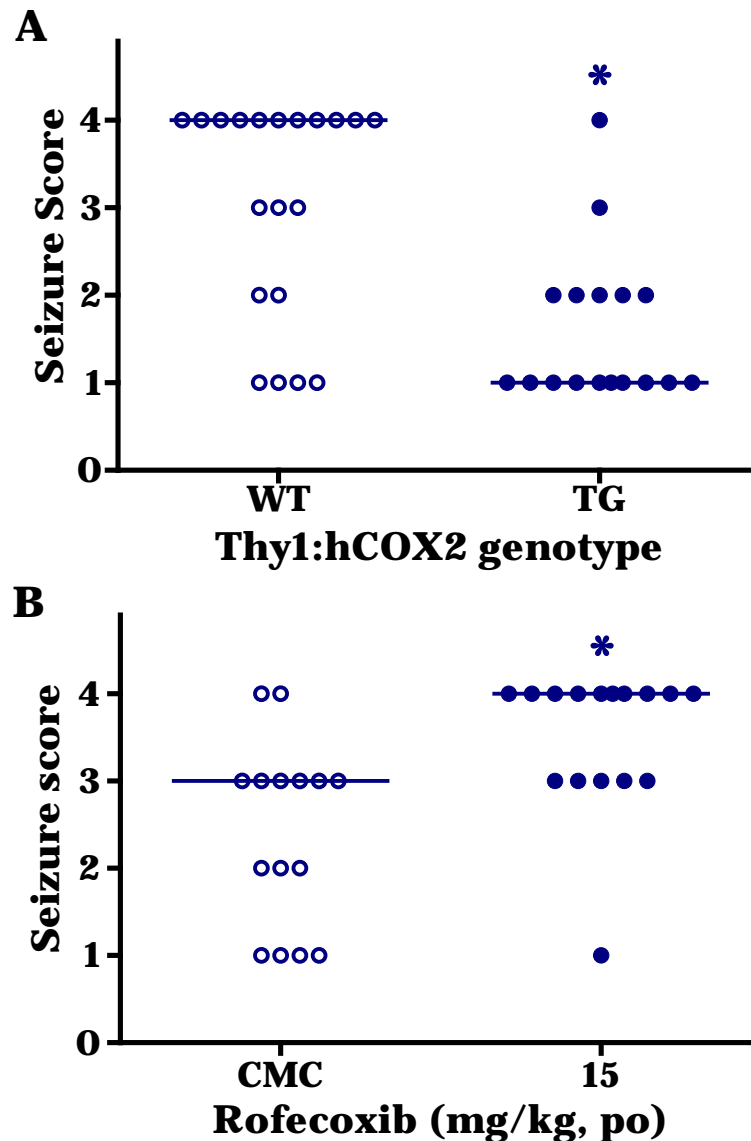 A
*
Seizure Score
4
3
2
1
0
WT TG
Thy1:hCOX2 genotype
B
*
Seizure score
4
3
2
1
0
CMC 15
Rofecoxib (mg/kg, po)